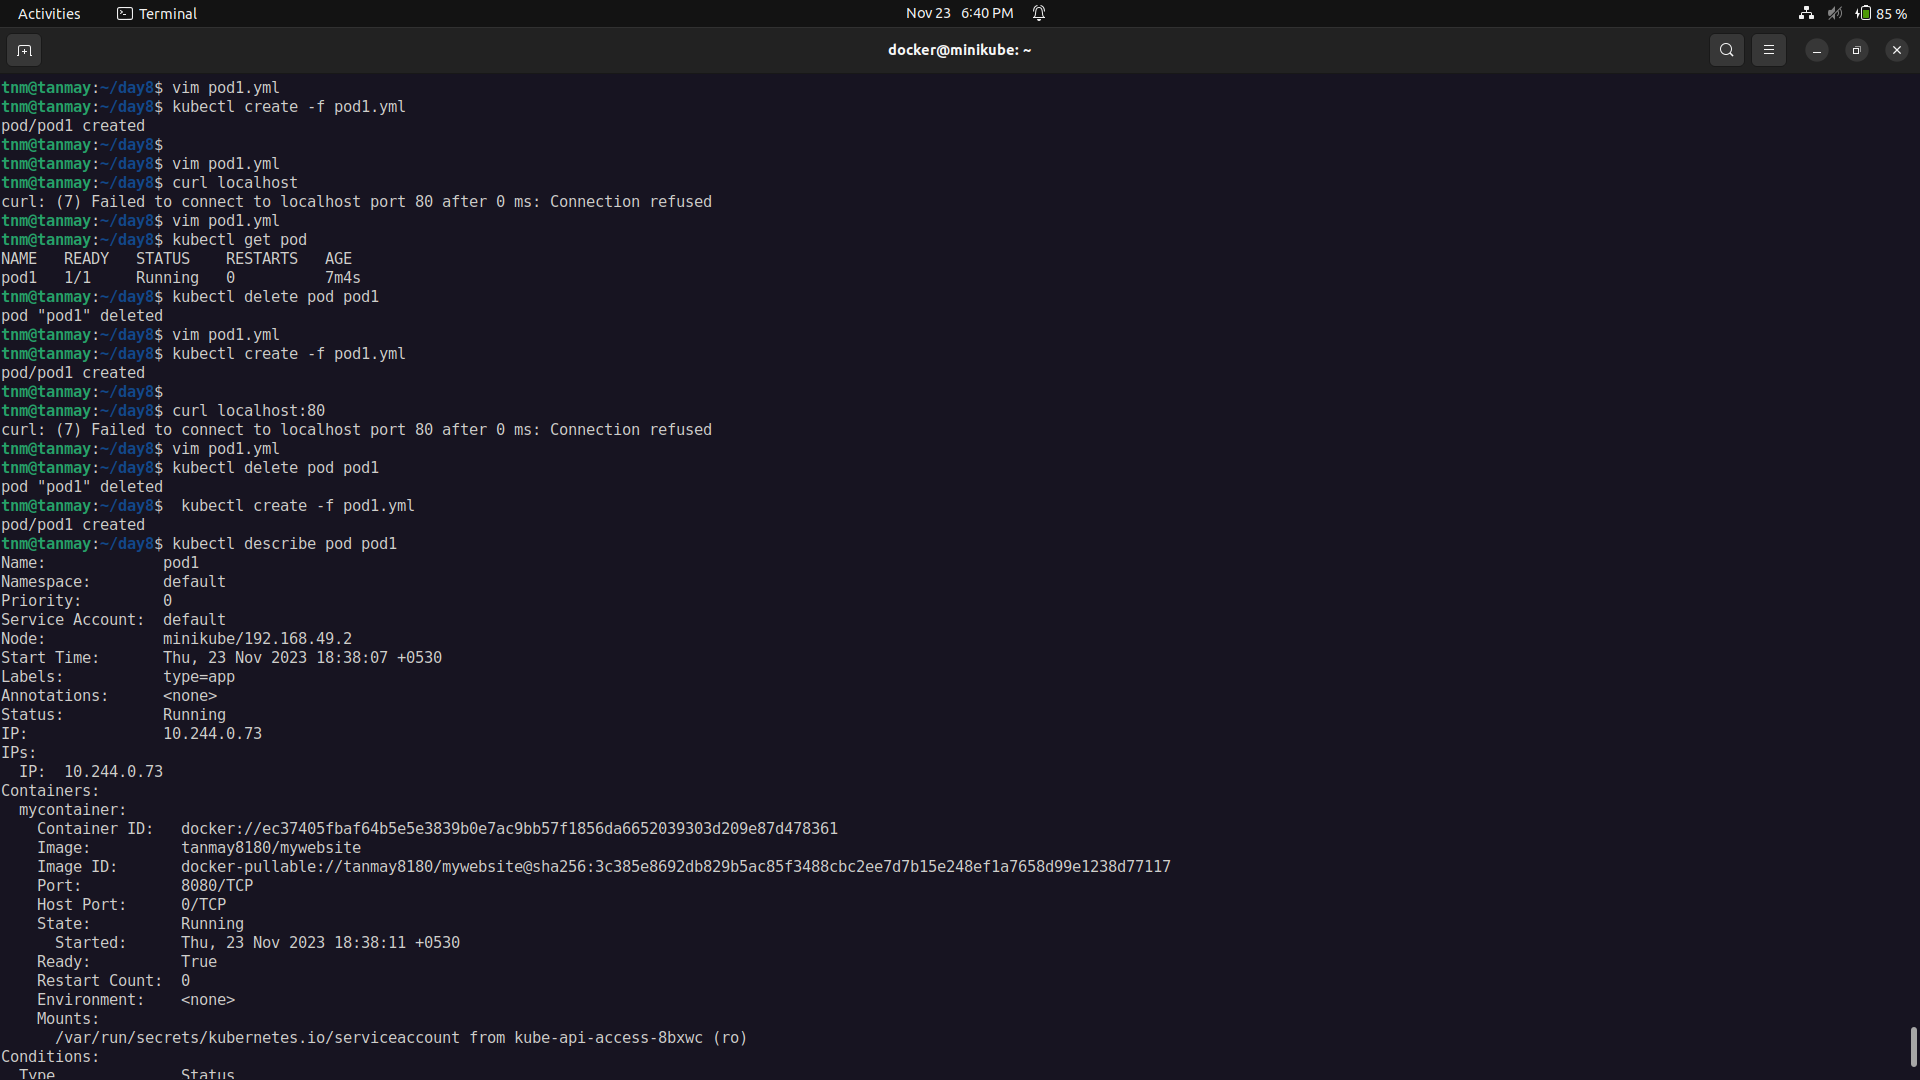 Activities Terminal Nov 23 6:40 PM 85 %
docker@minikube: ~
tnm@tanmay:~/day8$ vim pod1.yml
tnm@tanmay:~/day8$ kubectl create -f pod1.yml
pod/pod1 created
tnm@tanmay:~/day8$
tnm@tanmay:~/day8$ vim pod1.yml
tnm@tanmay:~/day8$ curl localhost
curl: (7) Failed to connect to localhost port 80 after 0 ms: Connection refused
tnm@tanmay:~/day8$ vim pod1.yml
tnm@tanmay:~/day8$ kubectl get pod
NAME   READY   STATUS    RESTARTS   AGE
pod1   1/1     Running   0          7m4s
tnm@tanmay:~/day8$ kubectl delete pod pod1
pod "pod1" deleted
tnm@tanmay:~/day8$ vim pod1.yml
tnm@tanmay:~/day8$ kubectl create -f pod1.yml
pod/pod1 created
tnm@tanmay:~/day8$
tnm@tanmay:~/day8$ curl localhost:80
curl: (7) Failed to connect to localhost port 80 after 0 ms: Connection refused
tnm@tanmay:~/day8$ vim pod1.yml
tnm@tanmay:~/day8$ kubectl delete pod pod1
pod "pod1" deleted
tnm@tanmay:~/day8$  kubectl create -f pod1.yml
pod/pod1 created
tnm@tanmay:~/day8$ kubectl describe pod pod1
Name:             pod1
Namespace:        default
Priority:         0
Service Account:  default
Node:             minikube/192.168.49.2
Start Time:       Thu, 23 Nov 2023 18:38:07 +0530
Labels:           type=app
Annotations:      <none>
Status:           Running
IP:               10.244.0.73
IPs:
  IP:  10.244.0.73
Containers:
  mycontainer:
    Container ID:   docker://ec37405fbaf64b5e5e3839b0e7ac9bb57f1856da6652039303d209e87d478361
    Image:          tanmay8180/mywebsite
    Image ID:       docker-pullable://tanmay8180/mywebsite@sha256:3c385e8692db829b5ac85f3488cbc2ee7d7b15e248ef1a7658d99e1238d77117
    Port:           8080/TCP
    Host Port:      0/TCP
    State:          Running
      Started:      Thu, 23 Nov 2023 18:38:11 +0530
    Ready:          True
    Restart Count:  0
    Environment:    <none>
    Mounts:
      /var/run/secrets/kubernetes.io/serviceaccount from kube-api-access-8bxwc (ro)
Conditions:
  Type              Status